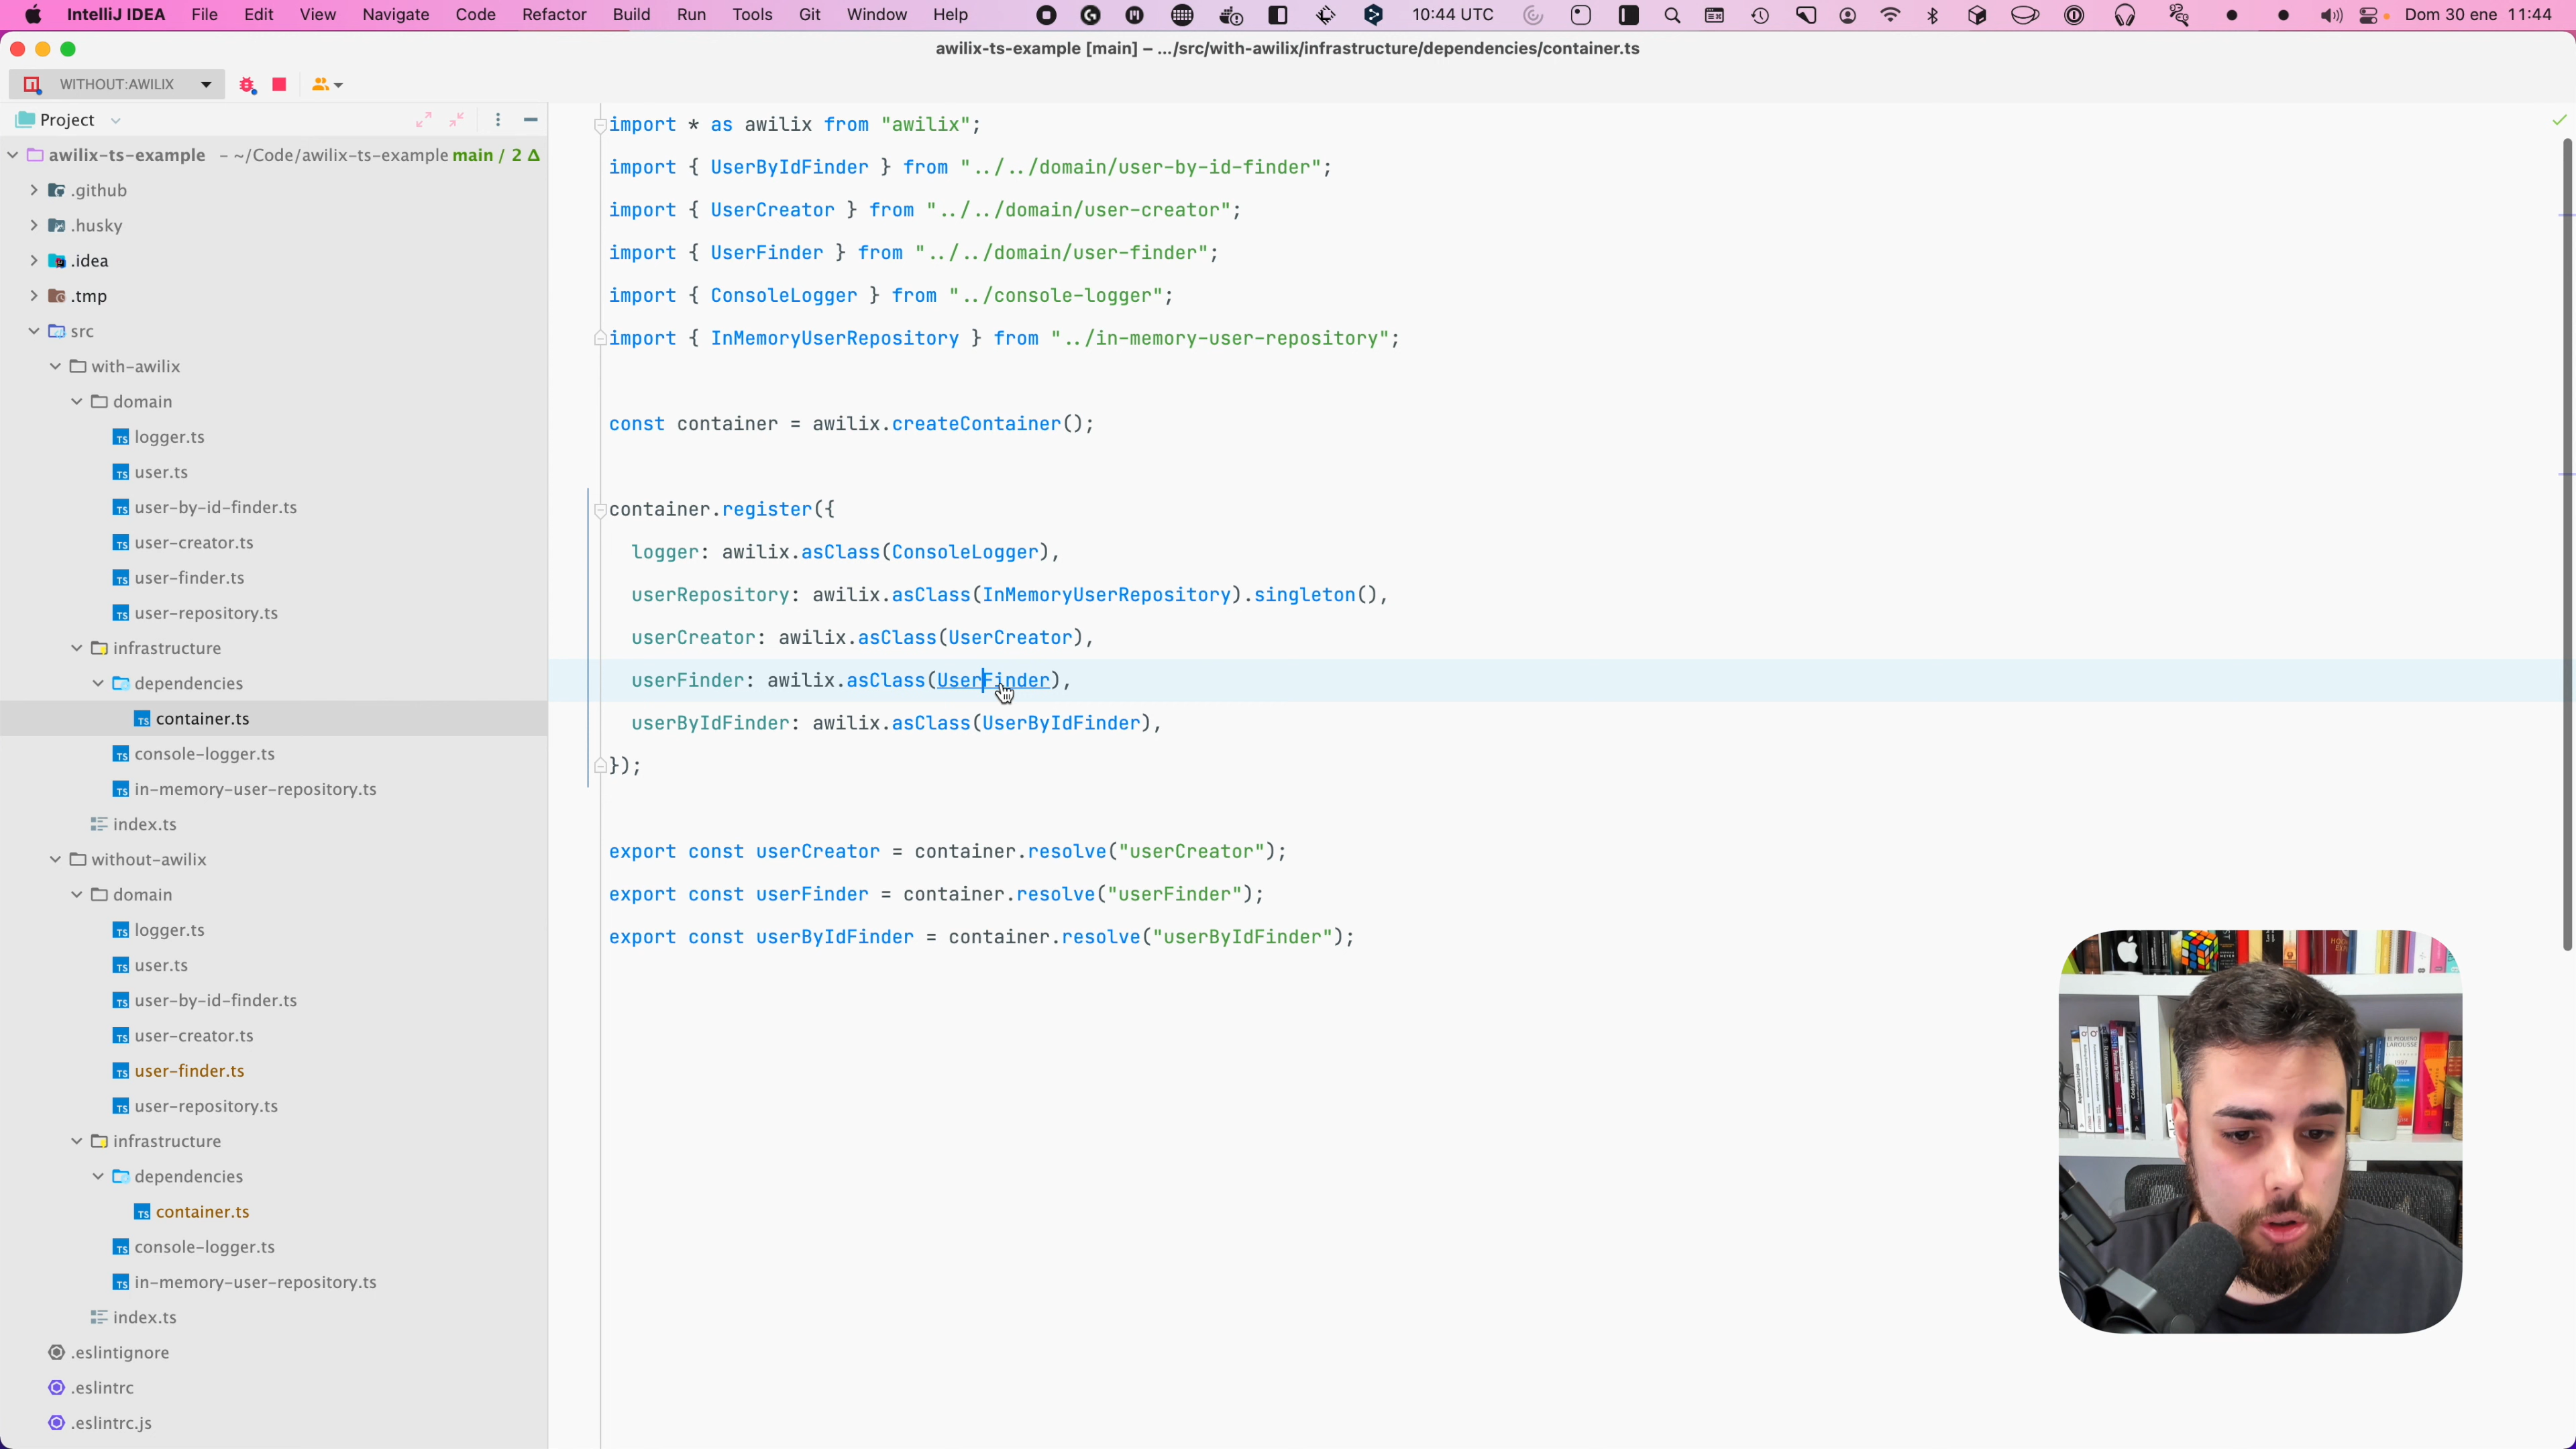 IntelliJ IDEA File Edit View Navigate Code Refactor Build Run Tools Git Window Help 10:44 UTC Dom 30 ene 11:44
awilix-ts-example [main] – .../src/with-awilix/infrastructure/dependencies/container.ts
WITHOUT:AWILIX
Project
awilix-ts-example – ~/Code/awilix-ts-example main / 2 Δ
.github
.husky
.idea
.tmp
src
with-awilix
domain
logger.ts
user.ts
user-by-id-finder.ts
user-creator.ts
user-finder.ts
user-repository.ts
infrastructure
dependencies
container.ts
console-logger.ts
in-memory-user-repository.ts
index.ts
without-awilix
domain
logger.ts
user.ts
user-by-id-finder.ts
user-creator.ts
user-finder.ts
user-repository.ts
infrastructure
dependencies
container.ts
console-logger.ts
in-memory-user-repository.ts
index.ts
.eslintignore
.eslintrc
.eslintrc.js
import * as awilix from "awilix";
import { UserByIdFinder } from "../../domain/user-by-id-finder";
import { UserCreator } from "../../domain/user-creator";
import { UserFinder } from "../../domain/user-finder";
import { ConsoleLogger } from "../console-logger";
import { InMemoryUserRepository } from "../in-memory-user-repository";
const container = awilix.createContainer();
container.register({
logger: awilix.asClass(ConsoleLogger),
userRepository: awilix.asClass(InMemoryUserRepository).singleton(),
userCreator: awilix.asClass(UserCreator),
userFinder: awilix.asClass(UserFinder),
userByIdFinder: awilix.asClass(UserByIdFinder),
});
export const userCreator = container.resolve("userCreator");
export const userFinder = container.resolve("userFinder");
export const userByIdFinder = container.resolve("userByIdFinder");